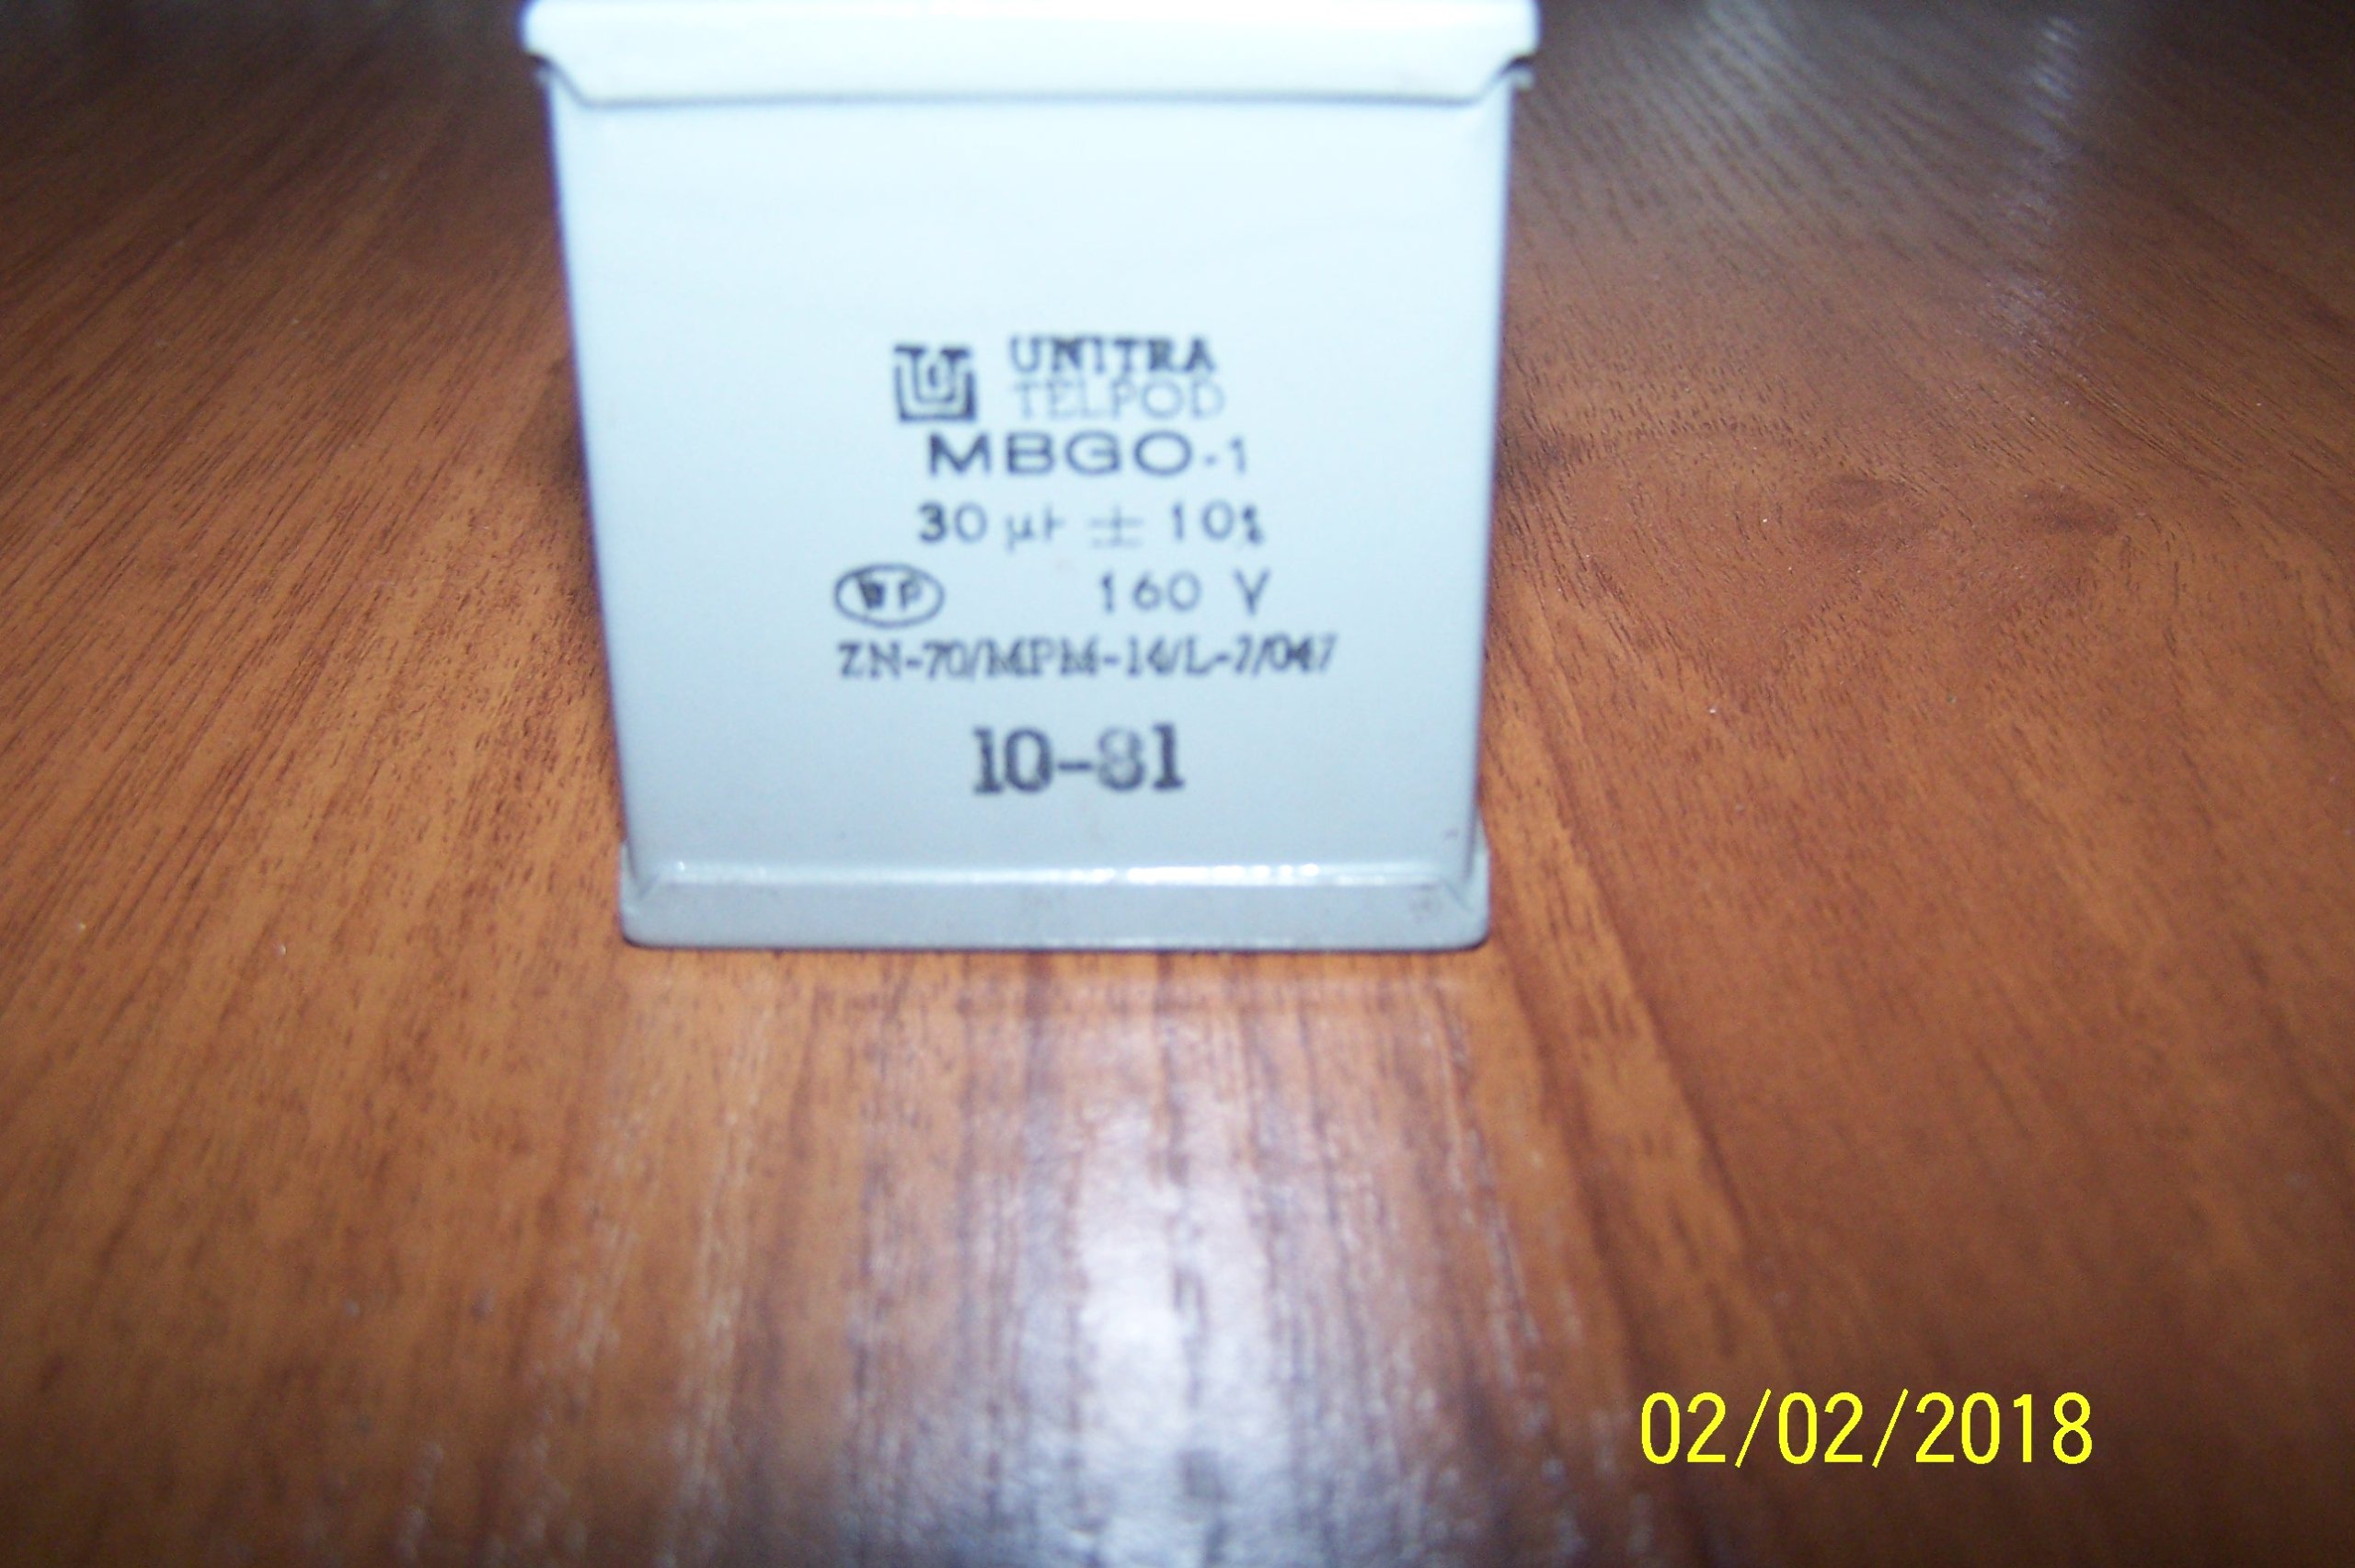 UNITRA
TELPOD
MBGO-1
30 µF ± 10%
160 V
ZN-70/MPM-14/L-7/047
10-81
02/02/2018